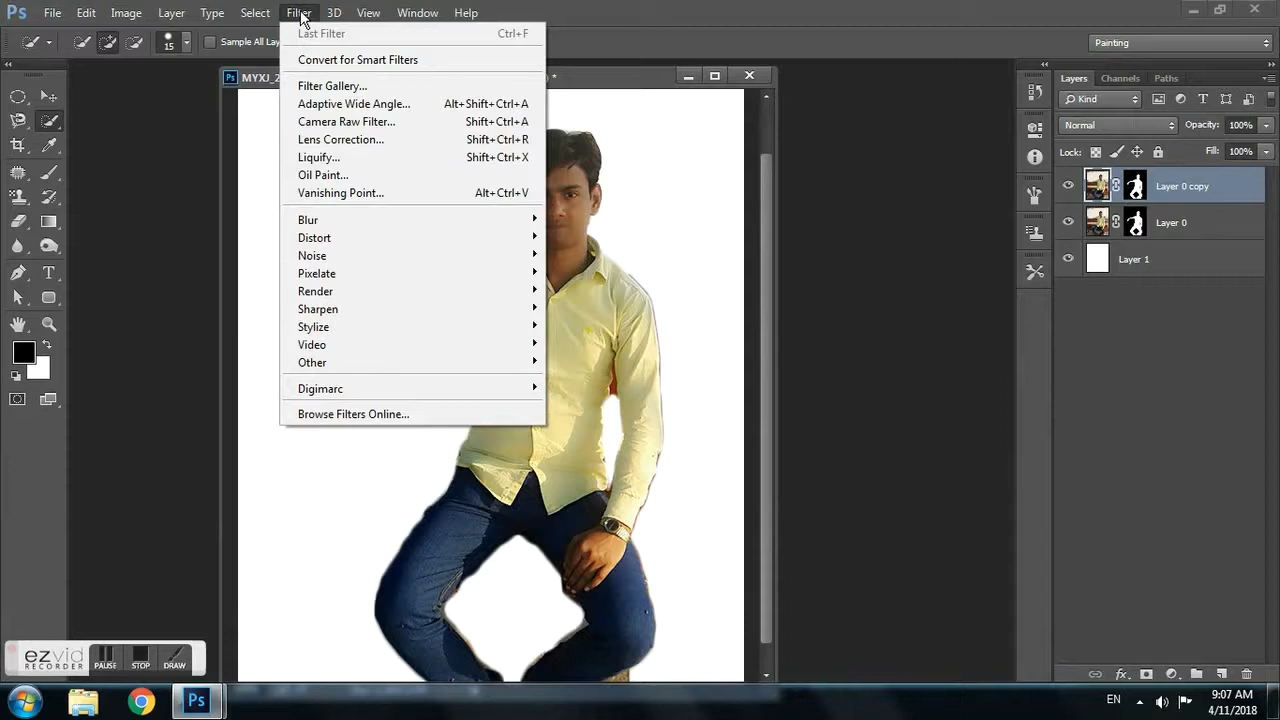 Ps File Edit Image Layer Type Select Filter 3D View Window Help
15 Sample All Lay Painting
Ps MYXJ_2 *
Last Filter Ctrl+F
Convert for Smart Filters
Filter Gallery...
Adaptive Wide Angle... Alt+Shift+Ctrl+A
Camera Raw Filter... Shift+Ctrl+A
Lens Correction... Shift+Ctrl+R
Liquify... Shift+Ctrl+X
Oil Paint...
Vanishing Point... Alt+Ctrl+V
Blur
Distort
Noise
Pixelate
Render
Sharpen
Stylize
Video
Other
Digimarc
Browse Filters Online...
Layers Channels Paths
Kind
Normal Opacity: 100%
Lock: Fill: 100%
Layer 0 copy
Layer 0
Layer 1
ezvid
RECORDER
PAUSE STOP DRAW
Ps EN 9:07 AM
4/11/2018